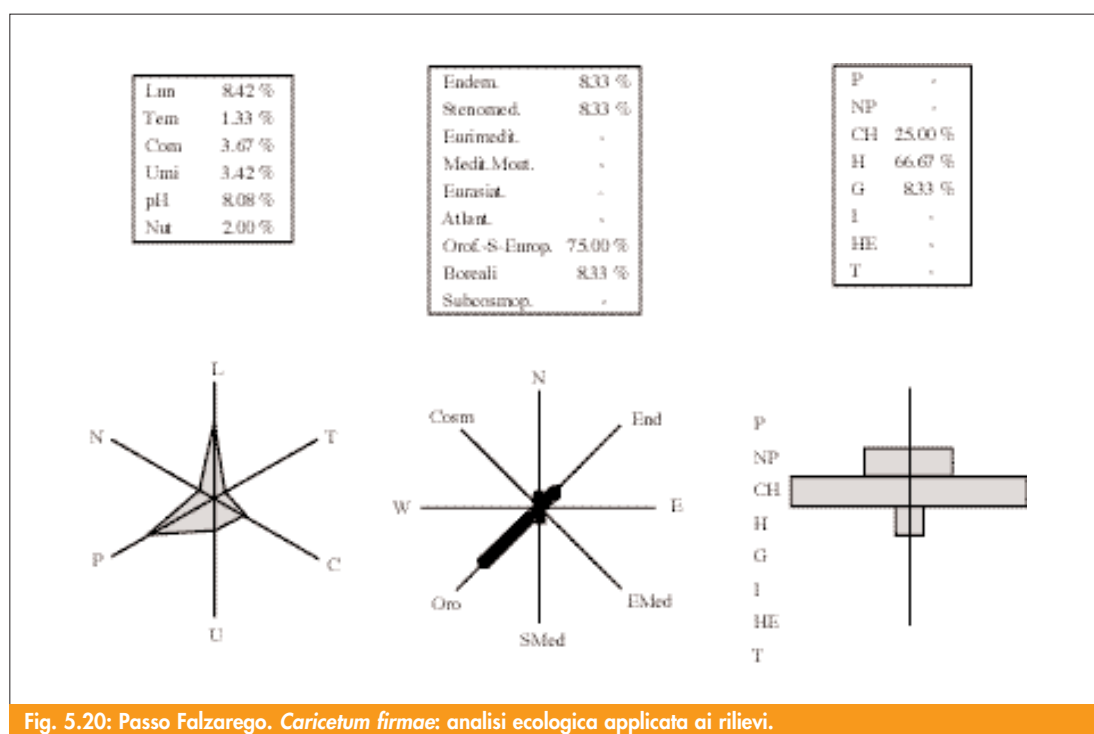 Lun 8.42 %
Tem 1.33 %
Com 3.67 %
Umi 3.42 %
pH 8.08 %
Nut 2.00 %
Endem. 8.33 %
Stenomed. 8.33 %
Eurimedit. -
Medit.Mont. -
Eurasiat. -
Atlant. -
Orof.-S-Europ. 75.00 %
Boreali 8.33 %
Subcosmop. -
P -
NP -
CH 25.00 %
H 66.67 %
G 8.33 %
I -
HE -
T -
L
N
T
P
C
U
N
Cosm
End
W
E
Oro
EMed
SMed
P
NP
CH
H
G
I
HE
T
Fig. 5.20: Passo Falzarego. Caricetum firmae: analisi ecologica applicata ai rilievi.